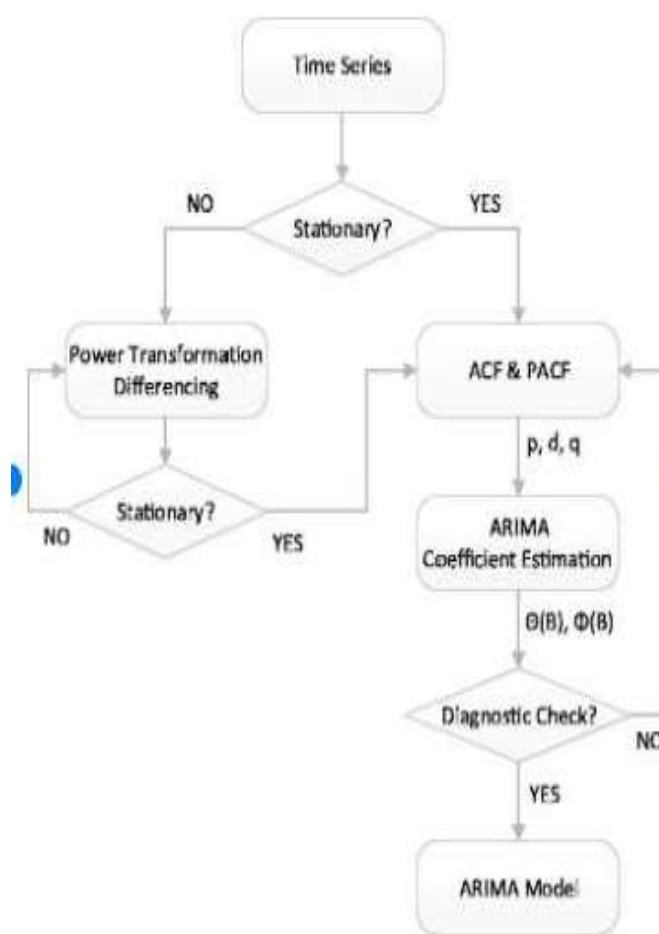 Time Series
NO
YES
Stationary?
Power Transformation
Differencing
ACF & PACF
p, d, q
Stationary?
NO
YES
ARIMA
Coefficient Estimation
Θ(B), Φ(B)
Diagnostic Check?
NO
YES
ARIMA Model